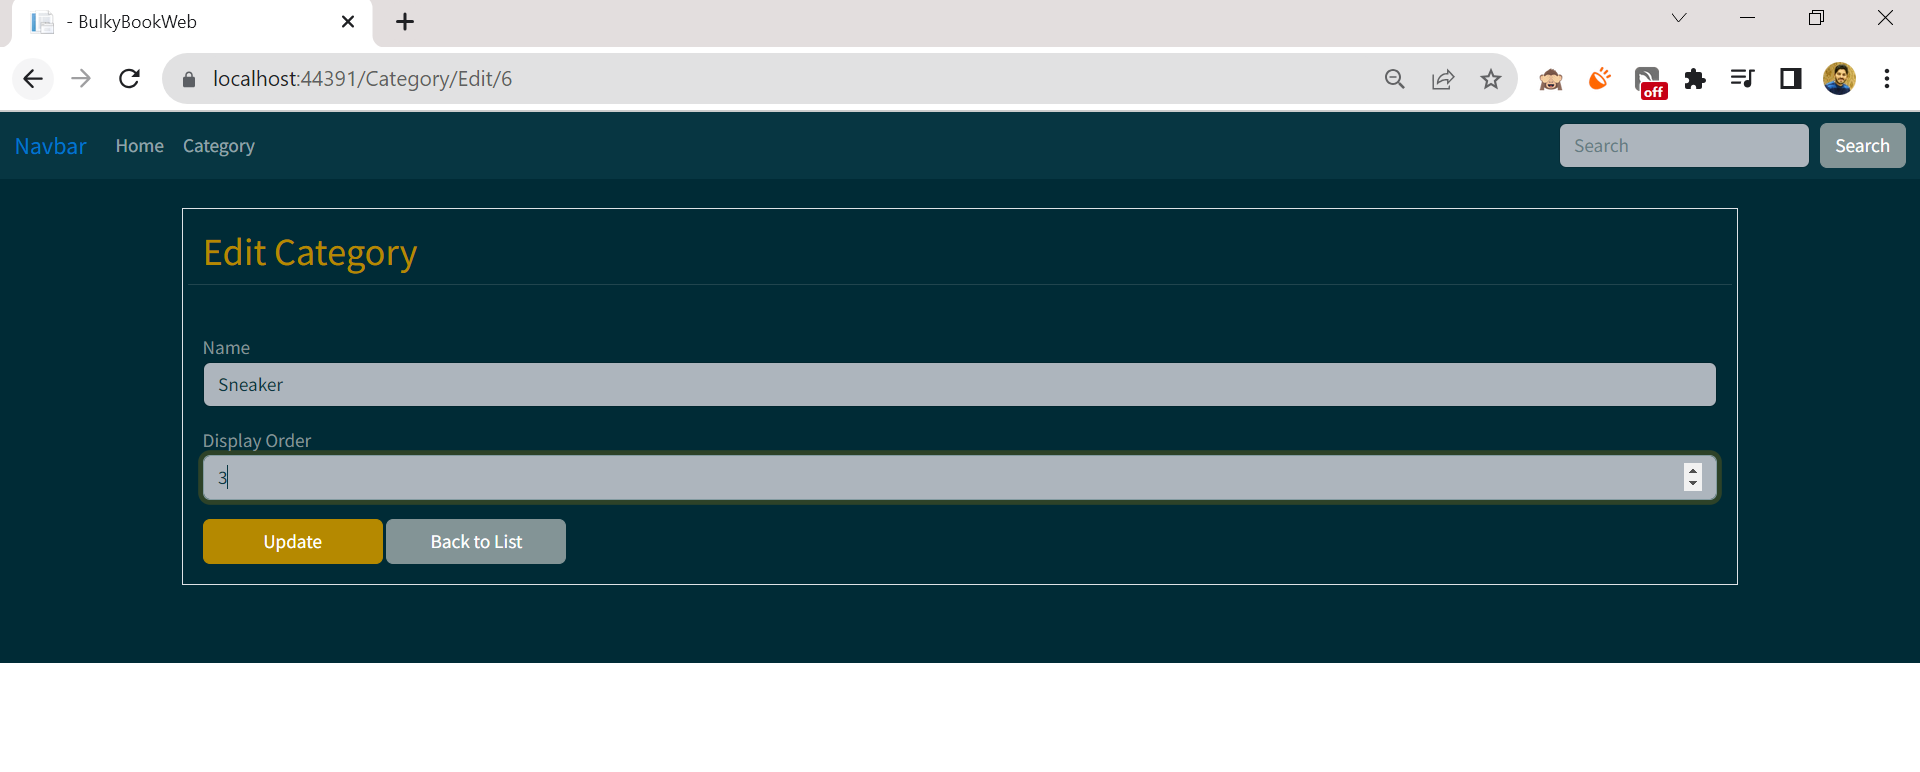 - BulkyBookWeb
localhost:44391/Category/Edit/6
off
Navbar Home Category Search Search
Edit Category
Name
Sneaker
Display Order
3
Update Back to List